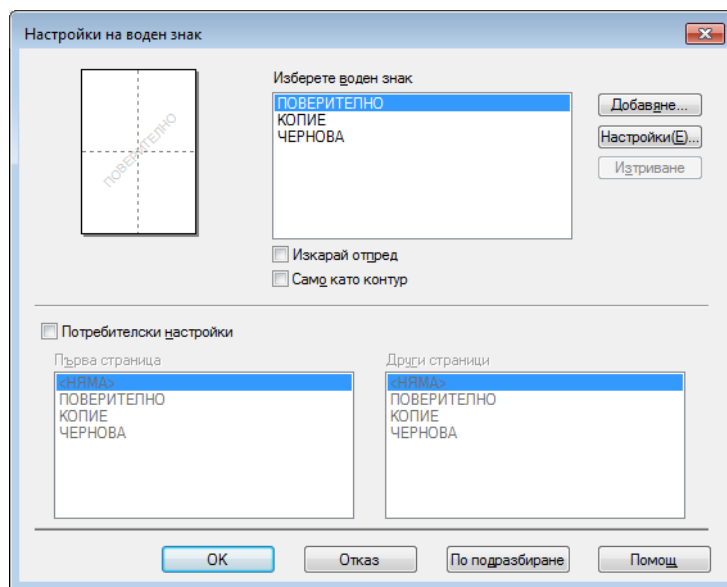 Настройки на воден знак
Изберете воден знак
ПОВЕРИТЕЛНО
ПОВЕРИТЕЛНО
КОПИЕ
ЧЕРНОВА
Добавяне...
Настройки(E)...
Изтриване
Изкарай отпред
Само като контур
Потребителски настройки
Първа страница
<НЯМА>
ПОВЕРИТЕЛНО
КОПИЕ
ЧЕРНОВА
Други страници
<НЯМА>
ПОВЕРИТЕЛНО
КОПИЕ
ЧЕРНОВА
OK
Отказ
По подразбиране
Помощ